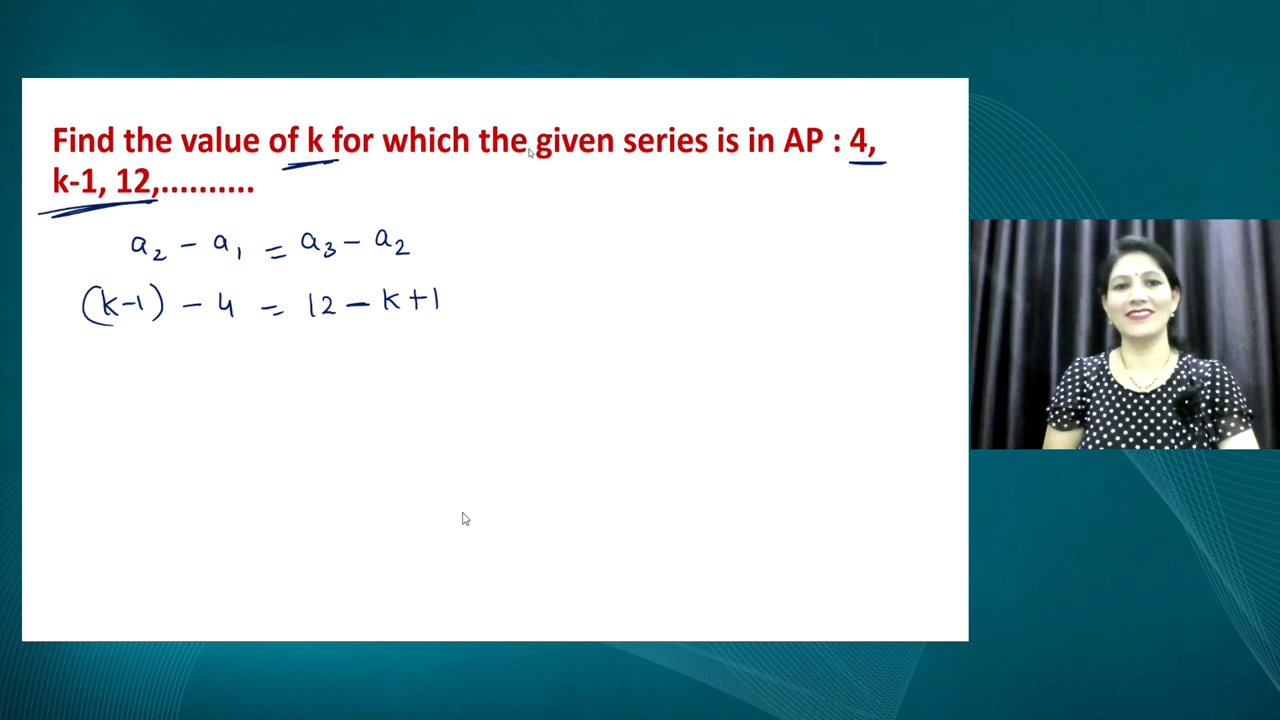 Find the value of k for which the given series is in AP : 4,
k-1, 12,..........
a₂ - a₁ = a₃ - a₂
(k-1) - 4 = 12 - k + 1